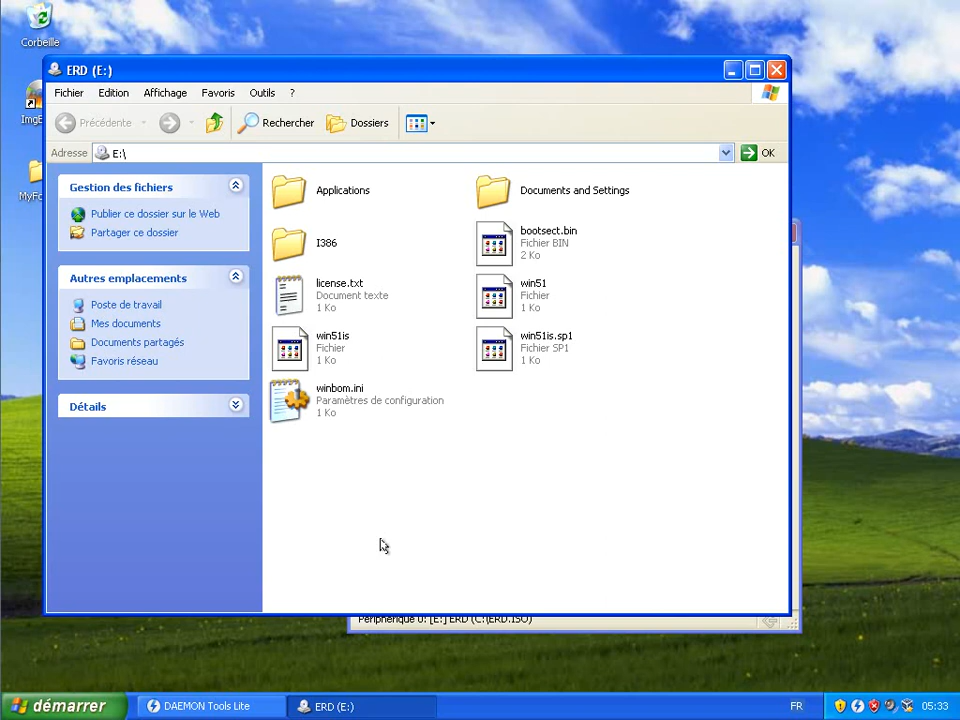 Corbeille
ERD (E:)
Fichier Edition Affichage Favoris Outils ?
Précédente Rechercher Dossiers
Adresse E:\ OK
Gestion des fichiers
Publier ce dossier sur le Web
Partager ce dossier
Autres emplacements
Poste de travail
Mes documents
Documents partagés
Favoris réseau
Détails
Applications
Documents and Settings
I386
bootsect.bin
Fichier BIN
2 Ko
license.txt
Document texte
1 Ko
win51
Fichier
1 Ko
win51is
Fichier
1 Ko
win51is.sp1
Fichier SP1
1 Ko
winbom.ini
Paramètres de configuration
1 Ko
Périphérique 0: [E:] ERD (C:\ERD.ISO)
démarrer DAEMON Tools Lite ERD (E:) FR 05:33